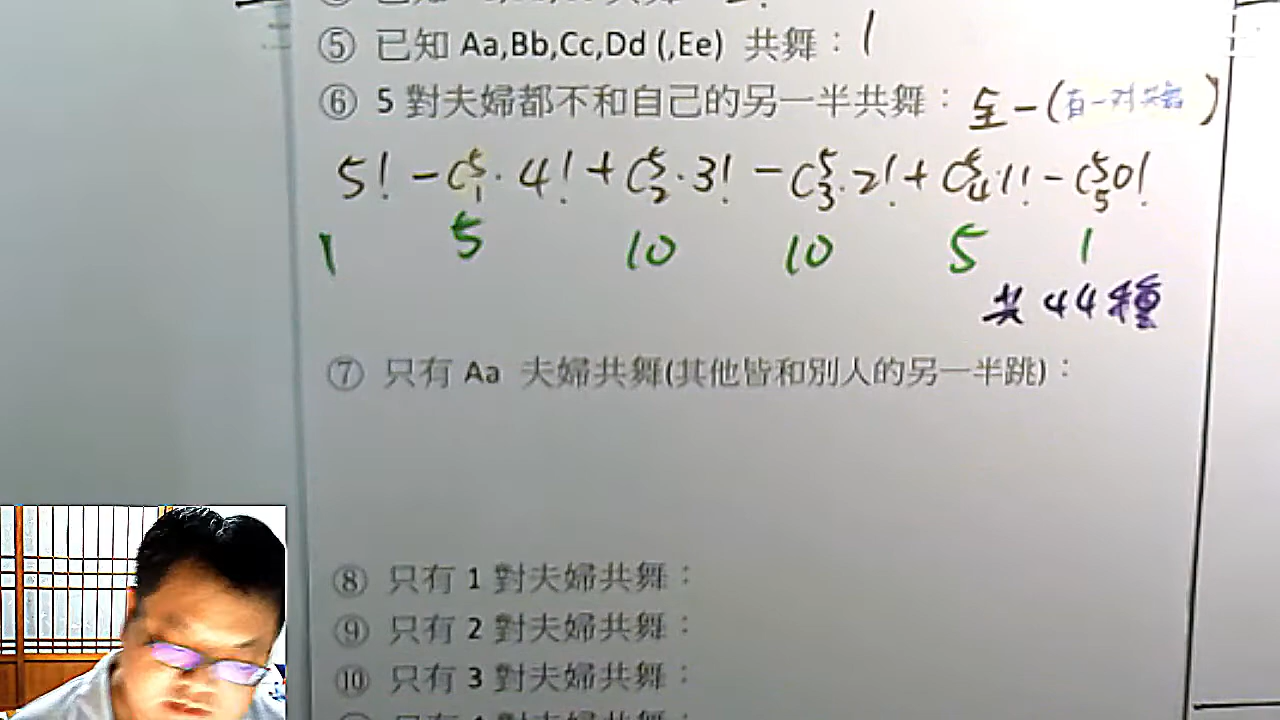 ⑤ 已知 Aa,Bb,Cc,Dd (,Ee) 共舞：1
⑥ 5 對夫婦都不和自己的另一半共舞：全－(有一对共舞)
5! － C⁵₁·4! ＋ C⁵₂·3! － C⁵₃·2! ＋ C⁵₄·1! － C⁵₅0!
1 5 10 10 5 1
共 44 種
⑦ 只有 Aa 夫婦共舞(其他皆和別人的另一半跳)：
⑧ 只有 1 對夫婦共舞：
⑨ 只有 2 對夫婦共舞：
⑩ 只有 3 對夫婦共舞：